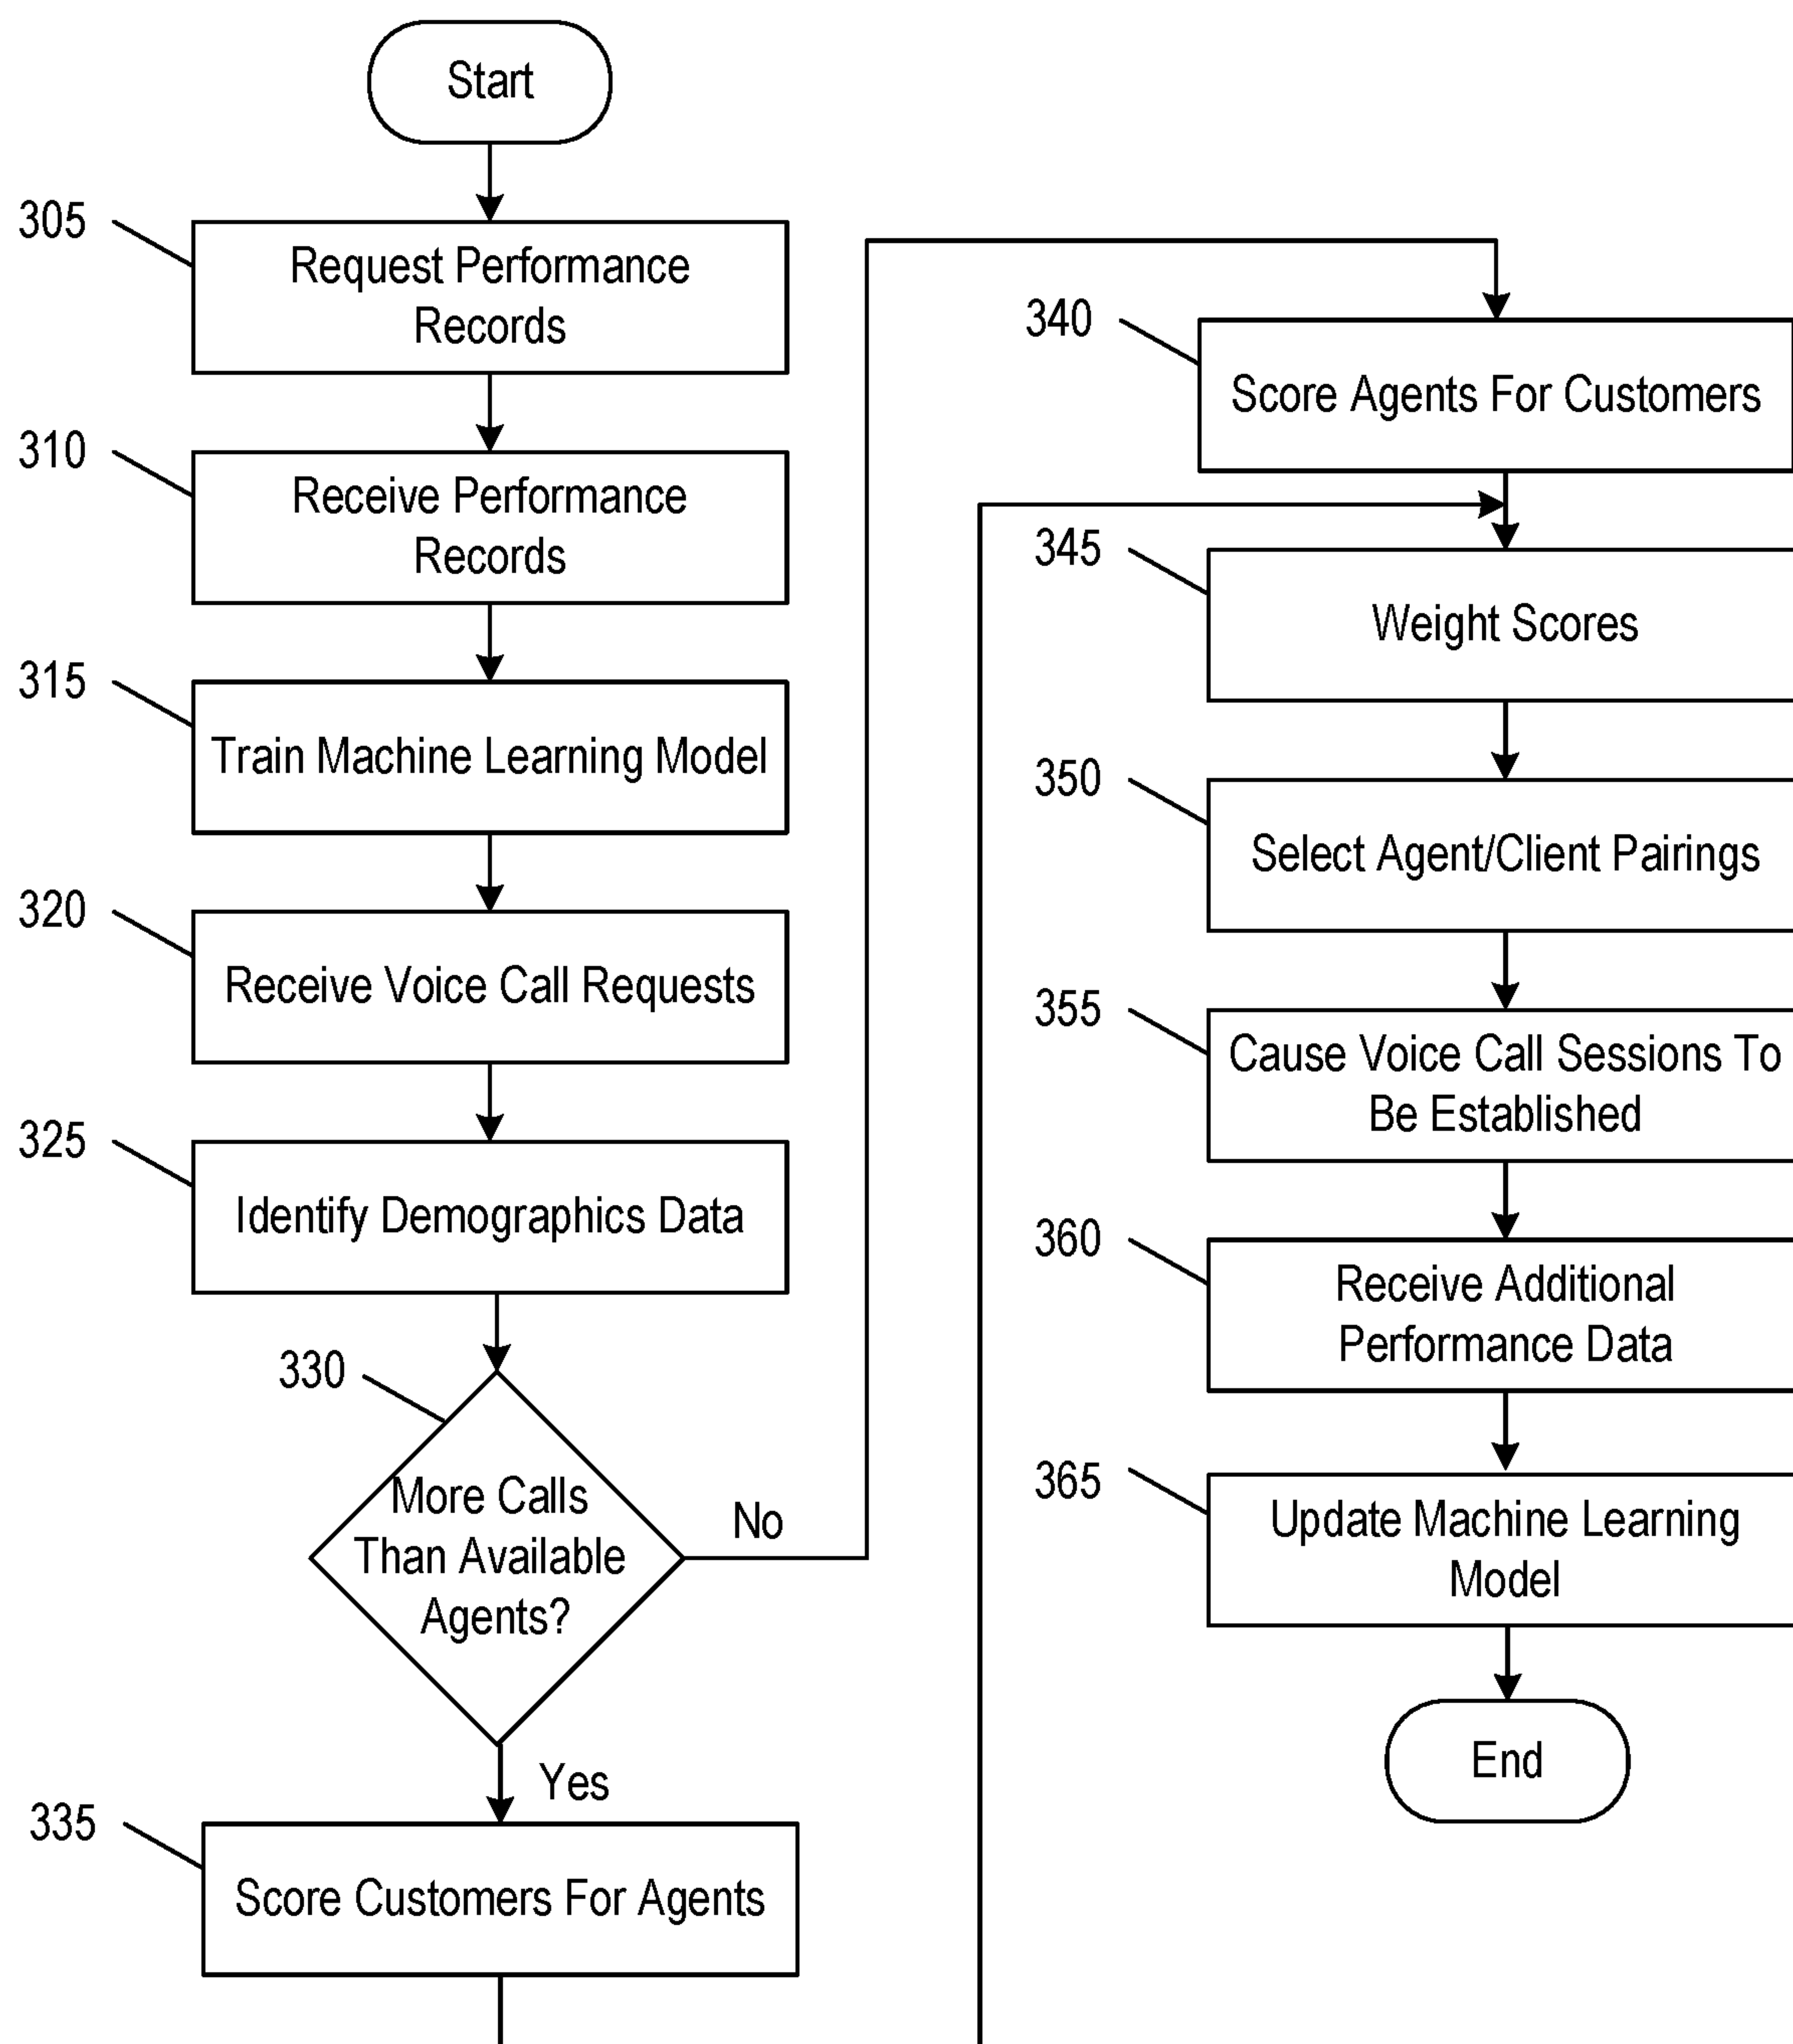 Start
305
Request Performance
Records
310
Receive Performance
Records
315
Train Machine Learning Model
320
Receive Voice Call Requests
325
Identify Demographics Data
330
More Calls
Than Available
Agents?
No
Yes
335
Score Customers For Agents
340
Score Agents For Customers
345
Weight Scores
350
Select Agent/Client Pairings
355
Cause Voice Call Sessions To
Be Established
360
Receive Additional
Performance Data
365
Update Machine Learning
Model
End